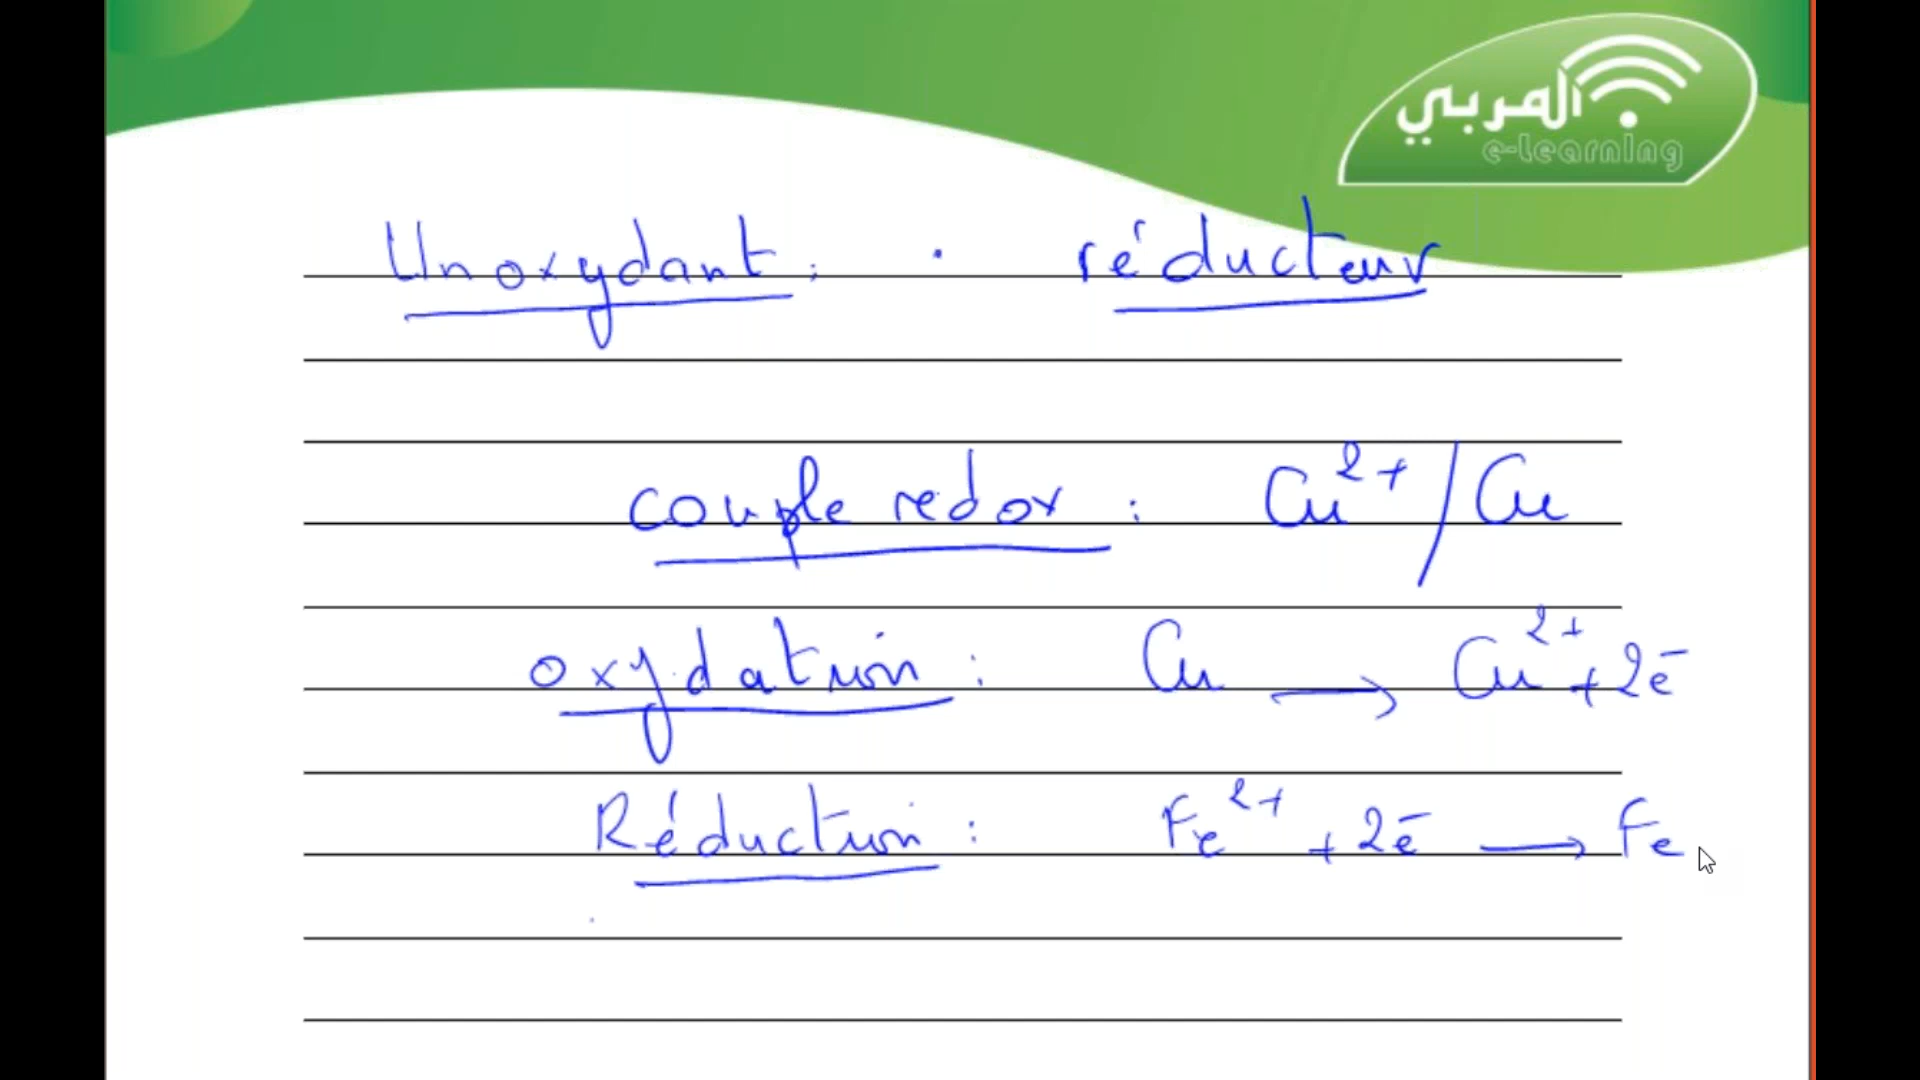 المربي
e-Learning
Un oxydant : . réducteur
couple redox : Cu²⁺/Cu
oxydation : Cu → Cu²⁺ + 2e⁻
Réduction : Fe²⁺ + 2e⁻ → Fe